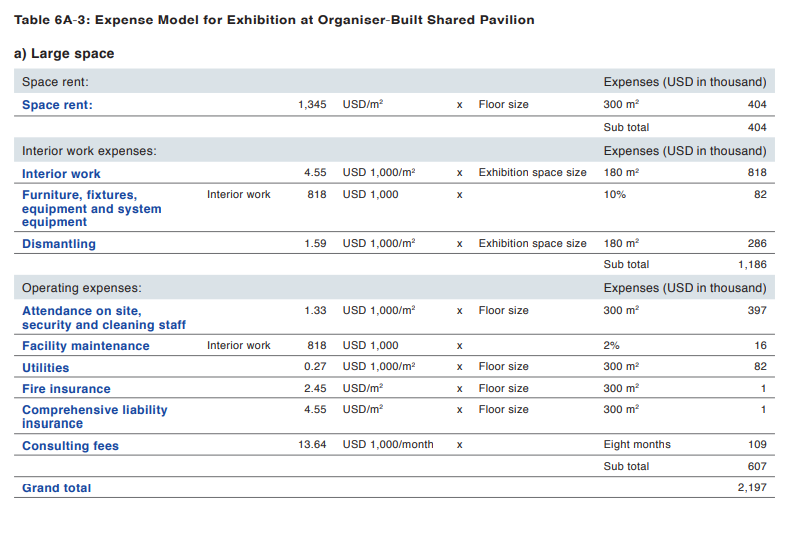 Table 6A-3: Expense Model for Exhibition at Organiser-Built Shared Pavilion
a) Large space
Space rent: Expenses (USD in thousand)
Space rent: 1,345 USD/m² x Floor size 300 m² 404
Sub total 404
Interior work expenses: Expenses (USD in thousand)
Interior work 4.55 USD 1,000/m² x Exhibition space size 180 m² 818
Furniture, fixtures, Interior work 818 USD 1,000 x 10% 82
equipment and system
equipment
Dismantling 1.59 USD 1,000/m² x Exhibition space size 180 m² 286
Sub total 1,186
Operating expenses: Expenses (USD in thousand)
Attendance on site, 1.33 USD 1,000/m² x Floor size 300 m² 397
security and cleaning staff
Facility maintenance Interior work 818 USD 1,000 x 2% 16
Utilities 0.27 USD 1,000/m² x Floor size 300 m² 82
Fire insurance 2.45 USD/m² x Floor size 300 m² 1
Comprehensive liability 4.55 USD/m² x Floor size 300 m² 1
insurance
Consulting fees 13.64 USD 1,000/month x Eight months 109
Sub total 607
Grand total 2,197